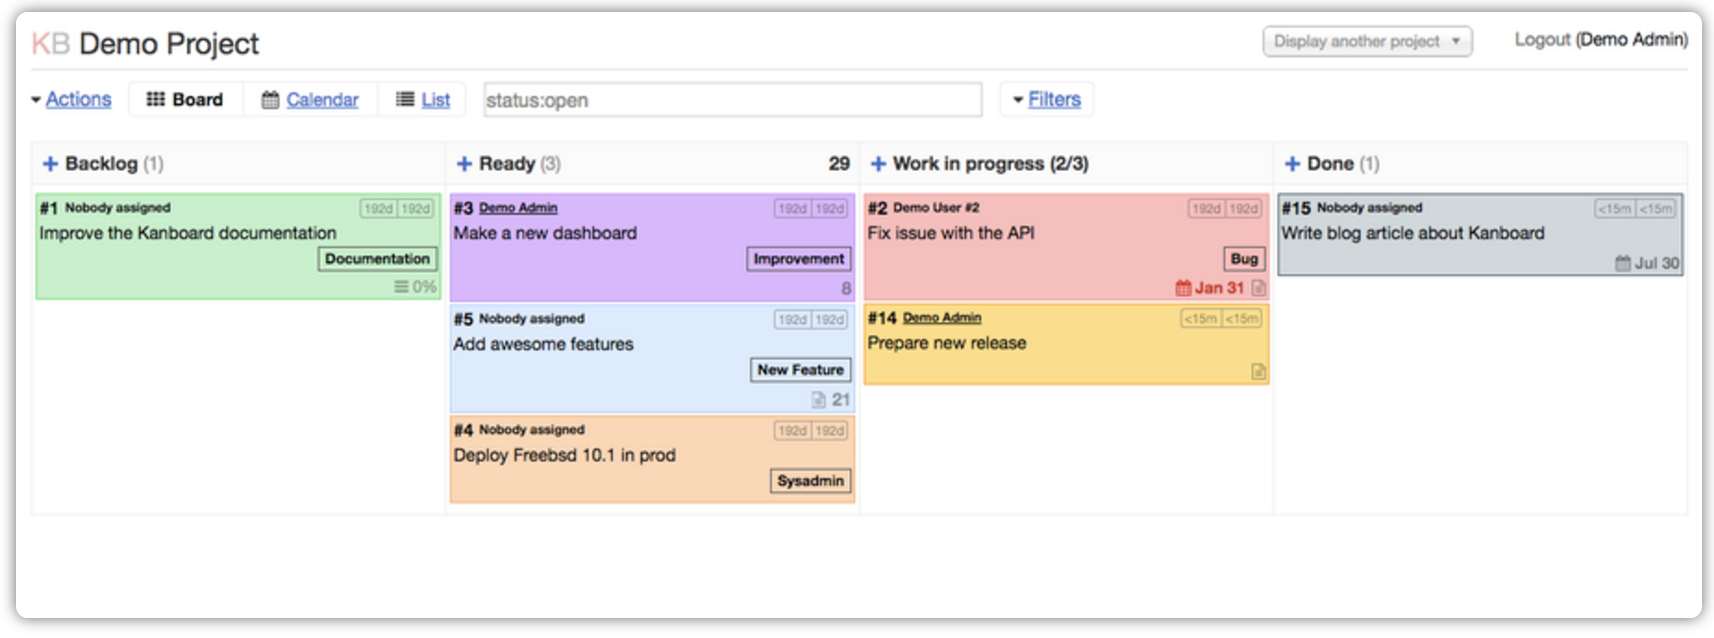 KB Demo Project
Display another project
Logout (Demo Admin)
Actions
Board
Calendar
List
status:open
Filters
+ Backlog (1)
#1 Nobody assigned 192d 192d
Improve the Kanboard documentation
Documentation
0%
+ Ready (3) 29
#3 Demo Admin 192d 192d
Make a new dashboard
Improvement
8
#5 Nobody assigned 192d 192d
Add awesome features
New Feature
21
#4 Nobody assigned 192d 192d
Deploy Freebsd 10.1 in prod
Sysadmin
+ Work in progress (2/3)
#2 Demo User #2 192d 192d
Fix issue with the API
Bug
Jan 31
#14 Demo Admin <15m <15m
Prepare new release
+ Done (1)
#15 Nobody assigned <15m <15m
Write blog article about Kanboard
Jul 30